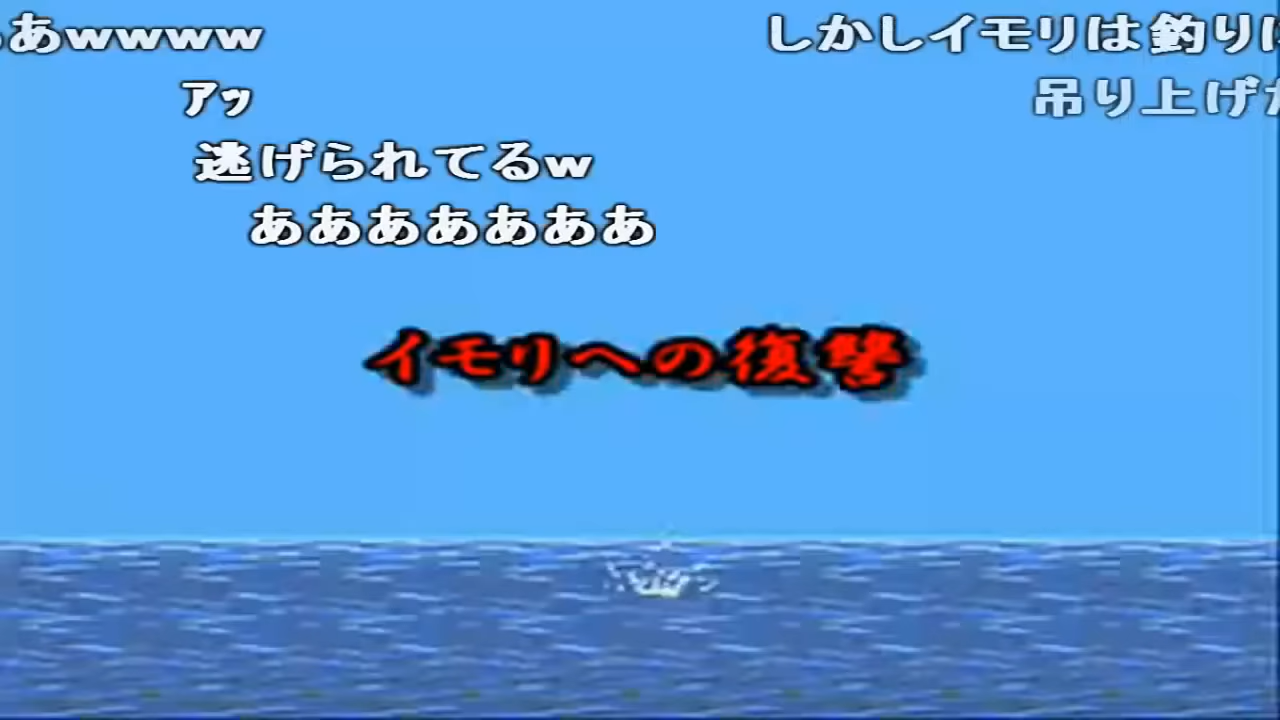 あwwww
しかしイモリは釣りに
アッ
吊り上げた
逃げられてるw
あああああああ
イモリへの復讐